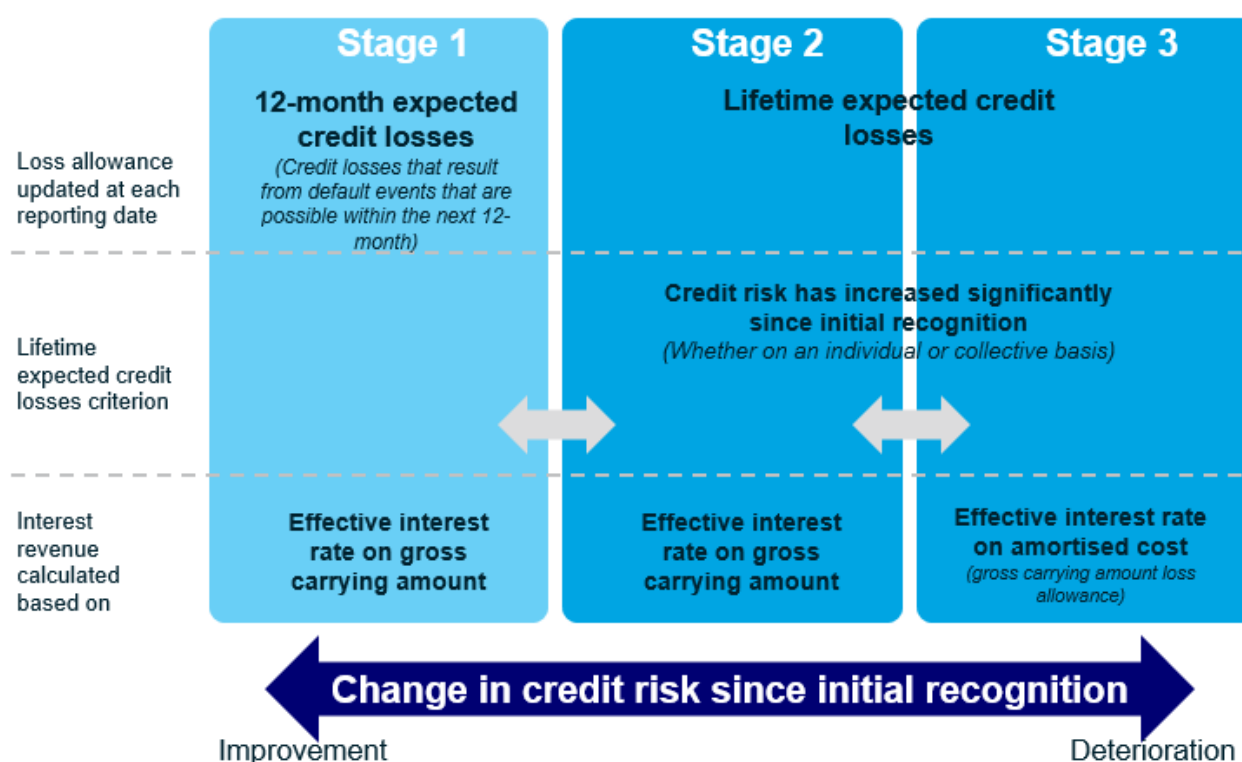 Stage 1
Stage 2
Stage 3
Loss allowance
updated at each
reporting date
12-month expected
credit losses
(Credit losses that result
from default events that are
possible within the next 12-
month)
Lifetime expected credit
losses
Lifetime
expected credit
losses criterion
Credit risk has increased significantly
since initial recognition
(Whether on an individual or collective basis)
Interest
revenue
calculated
based on
Effective interest
rate on gross
carrying amount
Effective interest
rate on gross
carrying amount
Effective interest rate
on amortised cost
(gross carrying amount loss
allowance)
Change in credit risk since initial recognition
Improvement
Deterioration